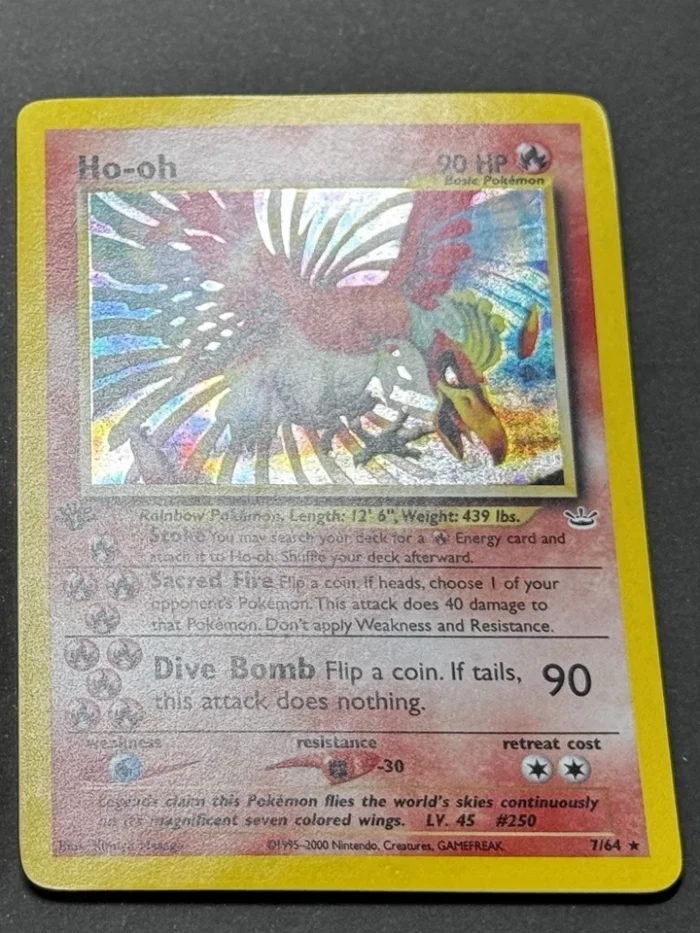 Ho-oh
90 HP
Basic Pokémon
Rainbow Pokémon, Length: 12' 6", Weight: 439 lbs.
Stoke You may search your deck for a Energy card and
attach it to Ho-oh. Shuffle your deck afterward.
Sacred Fire Flip a coin. If heads, choose 1 of your
opponent's Pokémon. This attack does 40 damage to
that Pokémon. Don't apply Weakness and Resistance.
Dive Bomb Flip a coin. If tails,
this attack does nothing.
90
weakness
resistance
retreat cost
-30
Legends claim this Pokémon flies the world's skies continuously
on its magnificent seven colored wings. LV. 45 #250
©1995-2000 Nintendo, Creatures, GAMEFREAK.
7/64 ★